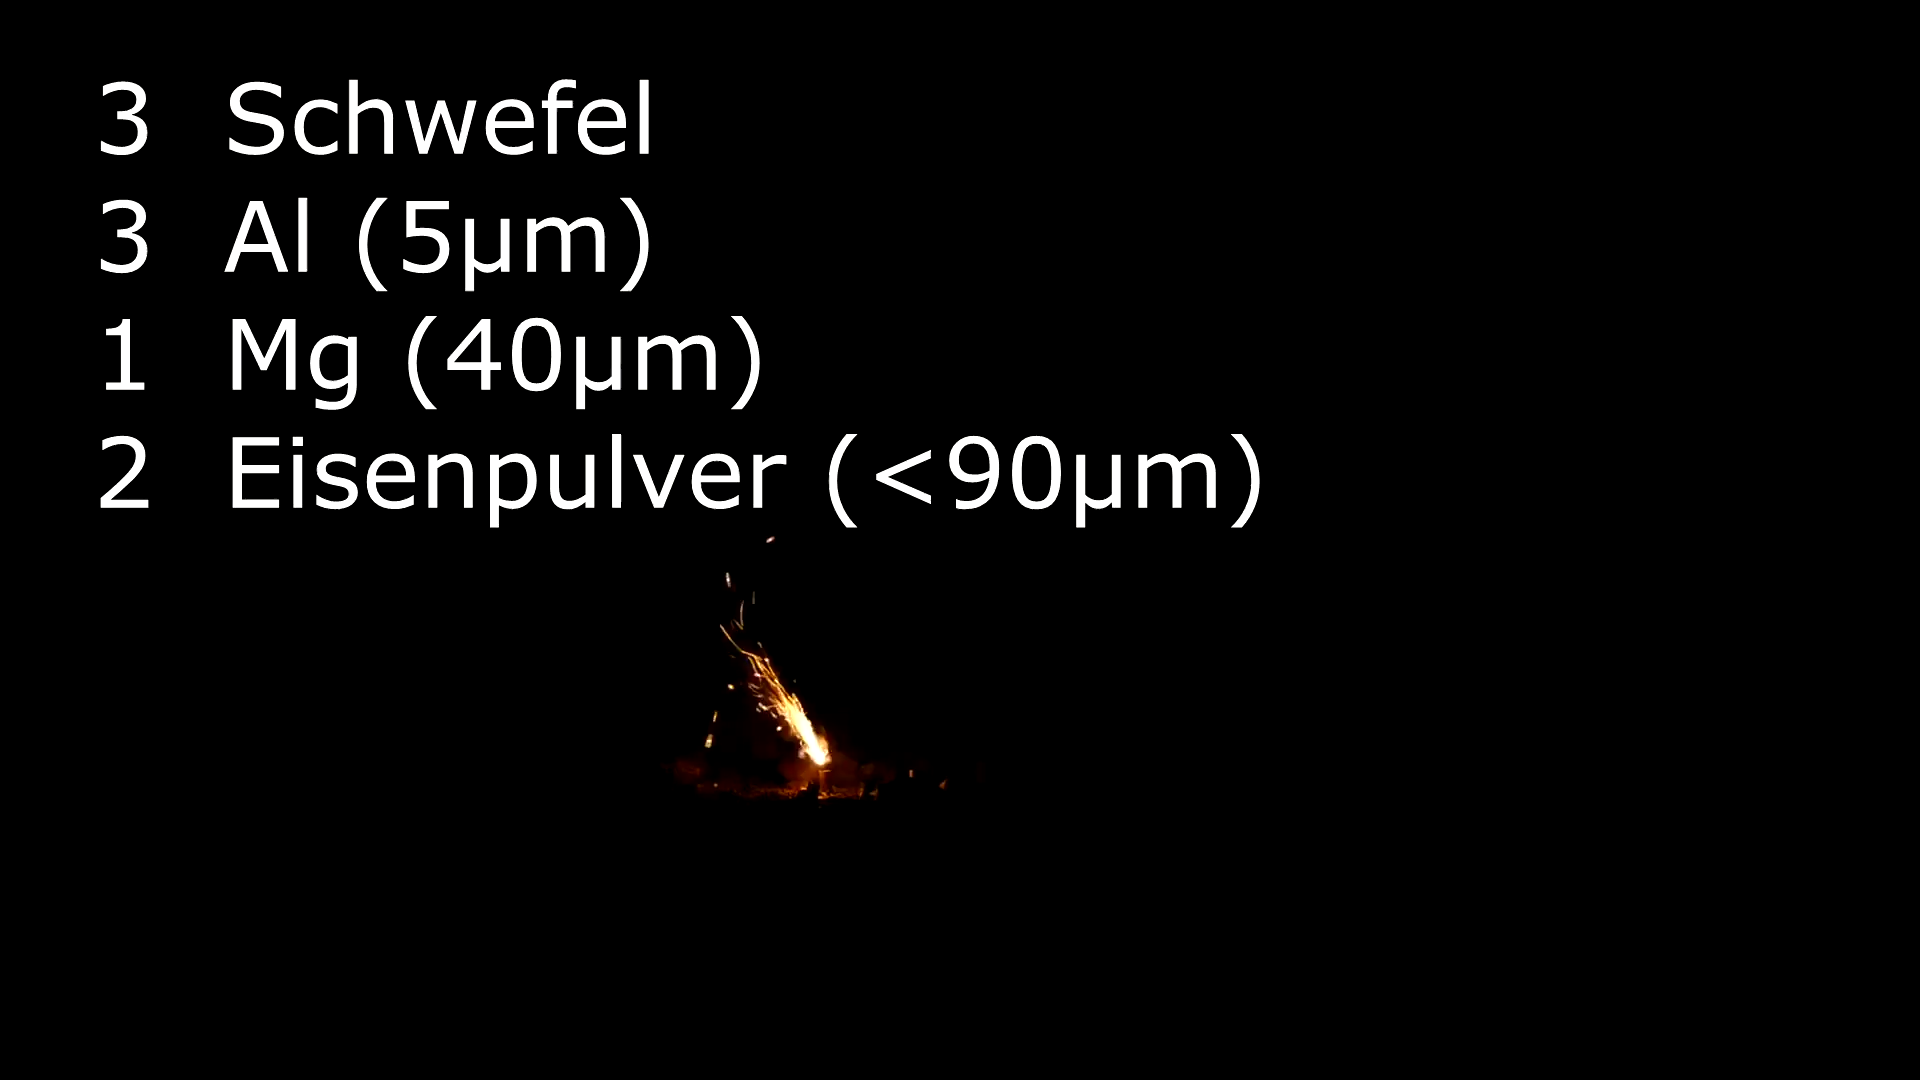 3 Schwefel
3 Al (5µm)
1 Mg (40µm)
2 Eisenpulver (<90µm)